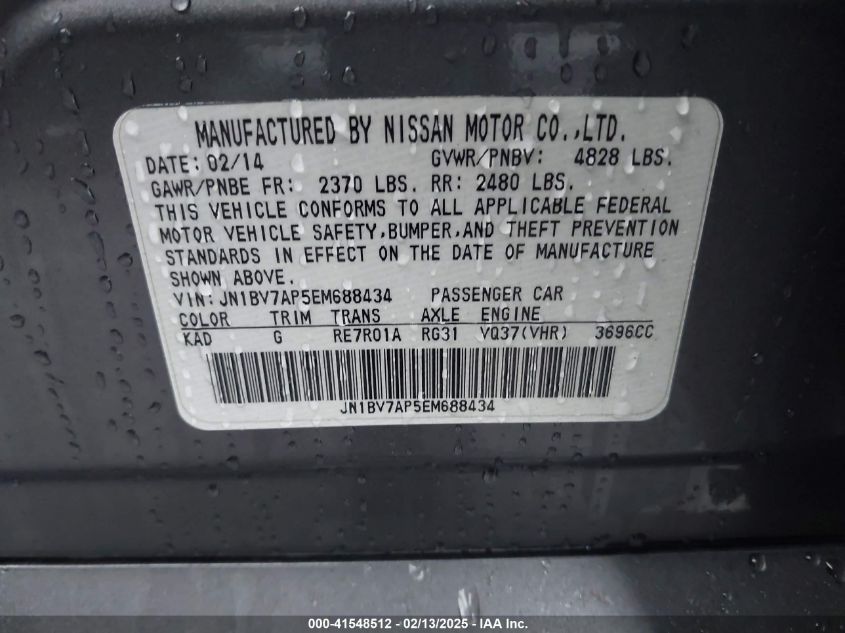 MANUFACTURED BY NISSAN MOTOR CO.,LTD.
DATE: 02/14 GVWR/PNBV: 4828 LBS.
GAWR/PNBE FR: 2370 LBS. RR: 2480 LBS.
THIS VEHICLE CONFORMS TO ALL APPLICABLE FEDERAL
MOTOR VEHICLE SAFETY,BUMPER,AND THEFT PREVENTION
STANDARDS IN EFFECT ON THE DATE OF MANUFACTURE
SHOWN ABOVE.
VIN: JN1BV7AP5EM688434 PASSENGER CAR
COLOR TRIM TRANS AXLE ENGINE
KAD G RE7R01A RG31 VQ37(VHR) 3696CC
JN1BV7AP5EM688434
000-41548512 - 02/13/2025 - IAA Inc.